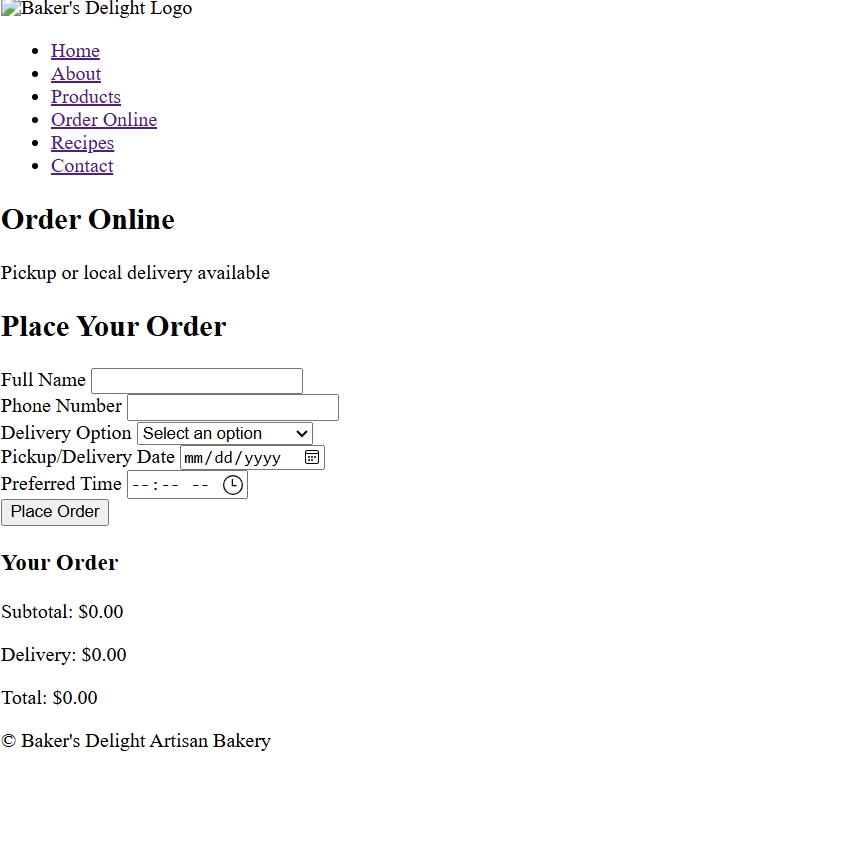 Baker's Delight Logo
Home
About
Products
Order Online
Recipes
Contact
Order Online
Pickup or local delivery available
Place Your Order
Full Name
Phone Number
Delivery Option Select an option
Pickup/Delivery Date mm/dd/yyyy
Preferred Time --:-- --
Place Order
Your Order
Subtotal: $0.00
Delivery: $0.00
Total: $0.00
© Baker's Delight Artisan Bakery